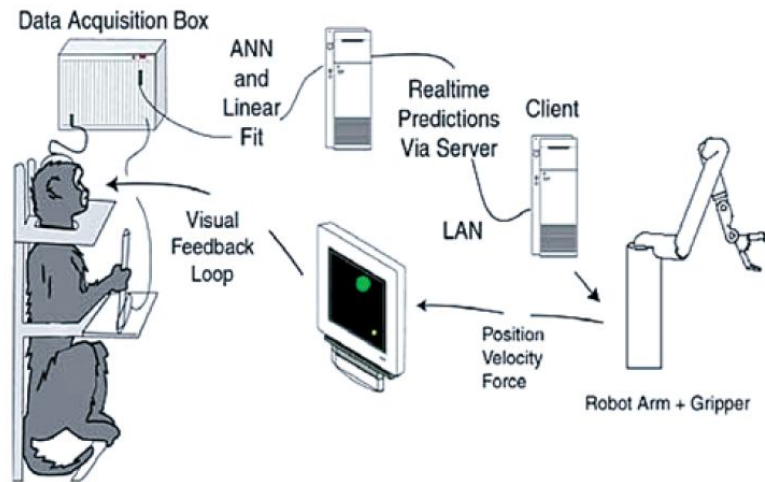 Data Acquisition Box
ANN
and
Linear
Fit
Realtime
Predictions
Via Server
Client
LAN
Visual
Feedback
Loop
Position
Velocity
Force
Robot Arm + Gripper